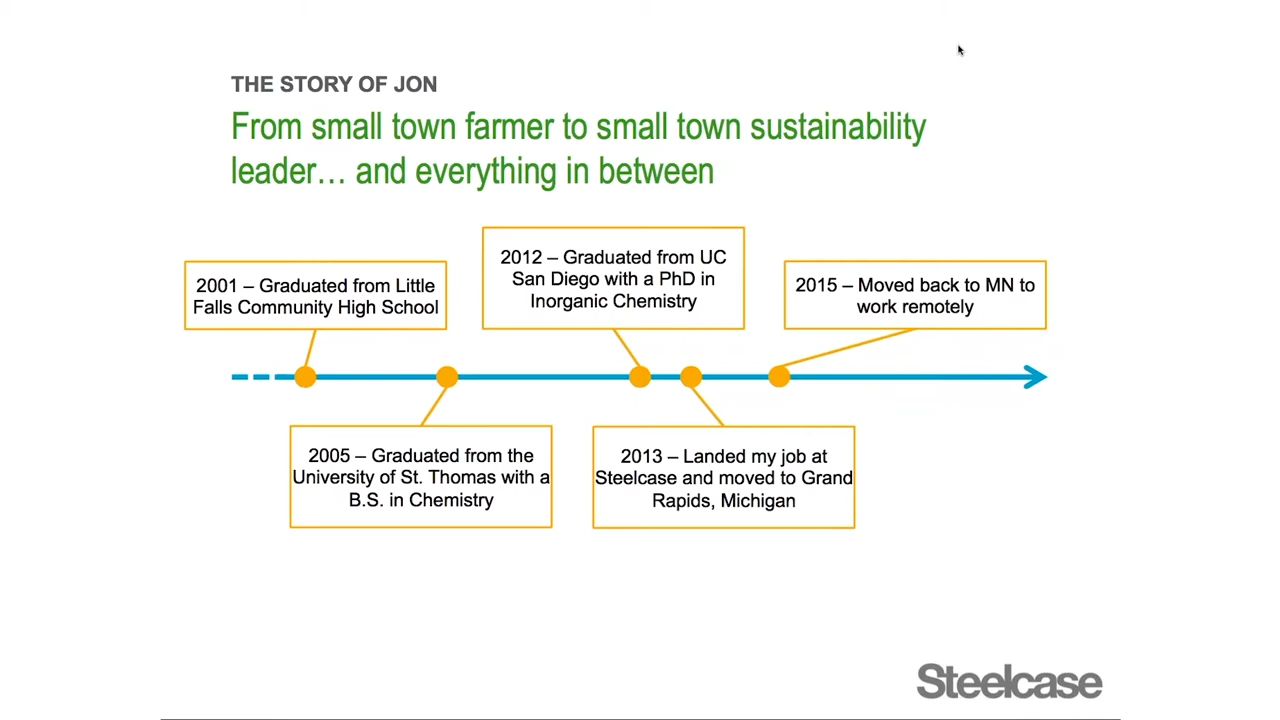 THE STORY OF JON
From small town farmer to small town sustainability
leader… and everything in between
2001 – Graduated from Little
Falls Community High School
2012 – Graduated from UC
San Diego with a PhD in
Inorganic Chemistry
2015 – Moved back to MN to
work remotely
2005 – Graduated from the
University of St. Thomas with a
B.S. in Chemistry
2013 – Landed my job at
Steelcase and moved to Grand
Rapids, Michigan
Steelcase